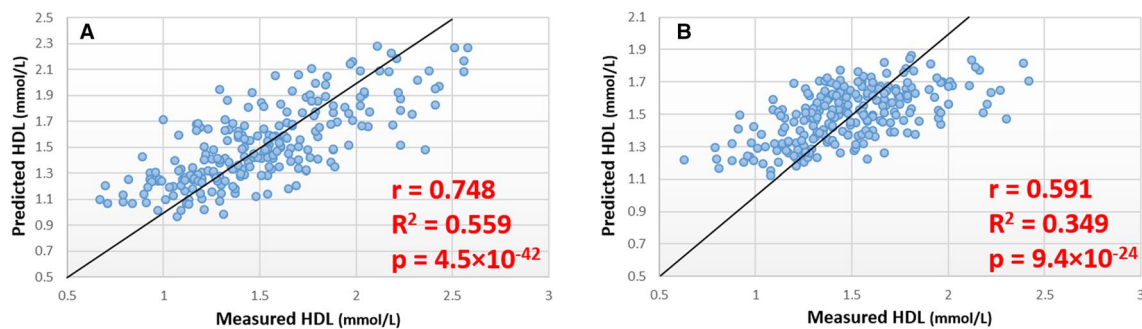 A
Predicted HDL (mmol/L)
2.5
2.3
2.1
1.9
1.7
1.5
1.3
1.1
0.9
0.7
0.5
r = 0.748
R² = 0.559
p = 4.5×10⁻⁴²
0.5 1 1.5 2 2.5 3
Measured HDL (mmol/L)
B
Predicted HDL (mmol/L)
2.1
1.9
1.7
1.5
1.3
1.1
0.9
0.7
0.5
r = 0.591
R² = 0.349
p = 9.4×10⁻²⁴
0.5 1 1.5 2 2.5 3
Measured HDL (mmol/L)